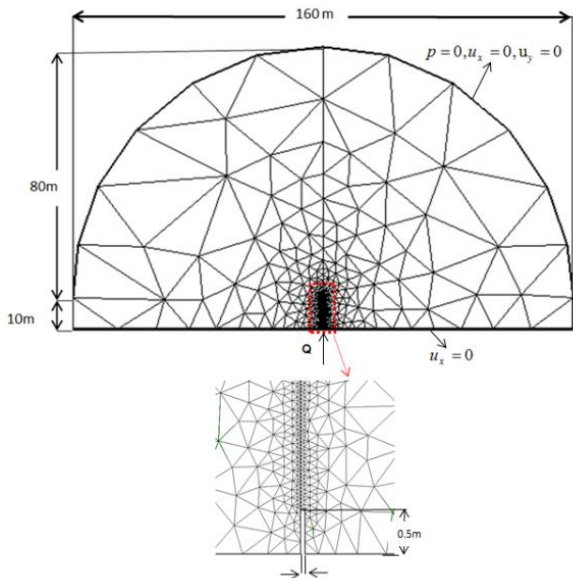 160 m
p = 0, u_x = 0, u_y = 0
80m
10m
Q
u_x = 0
0.5m